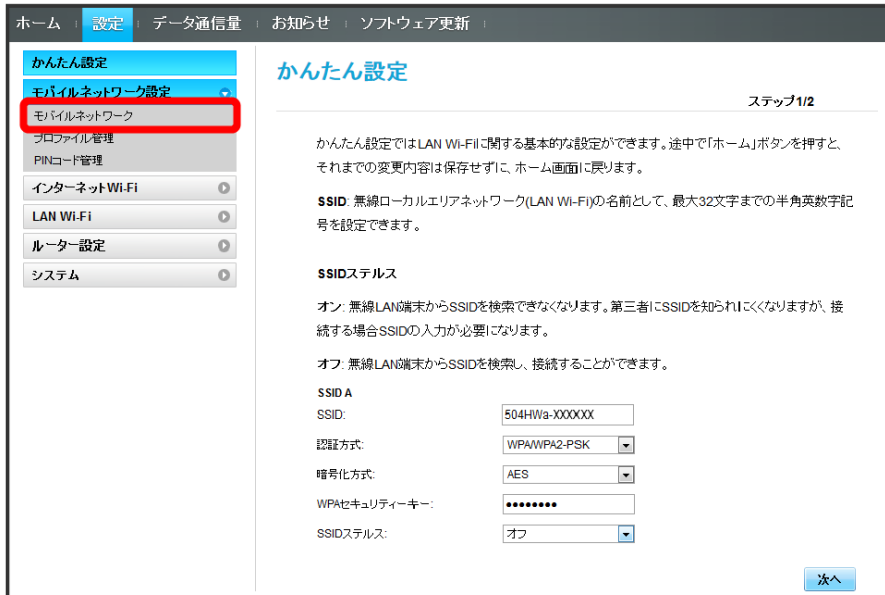 ホーム 設定 データ通信量 お知らせ ソフトウェア更新
かんたん設定
モバイルネットワーク設定
モバイルネットワーク
プロファイル管理
PINコード管理
インターネットWi-Fi
LAN Wi-Fi
ルーター設定
システム
かんたん設定
ステップ1/2
かんたん設定ではLAN Wi-Fiに関する基本的な設定ができます。途中で「ホーム」ボタンを押すと、
それまでの変更内容は保存せずに、ホーム画面に戻ります。
SSID: 無線ローカルエリアネットワーク(LAN Wi-Fi)の名前として、最大32文字までの半角英数字記
号を設定できます。
SSIDステルス
オン: 無線LAN端末からSSIDを検索できなくなります。第三者にSSIDを知られにくくなりますが、接
続する場合SSIDの入力が必要になります。
オフ: 無線LAN端末からSSIDを検索し、接続することができます。
SSID A
SSID: 504HWa-XXXXXX
認証方式: WPA/WPA2-PSK
暗号化方式: AES
WPAセキュリティーキー: ●●●●●●●●
SSIDステルス: オフ
次へ